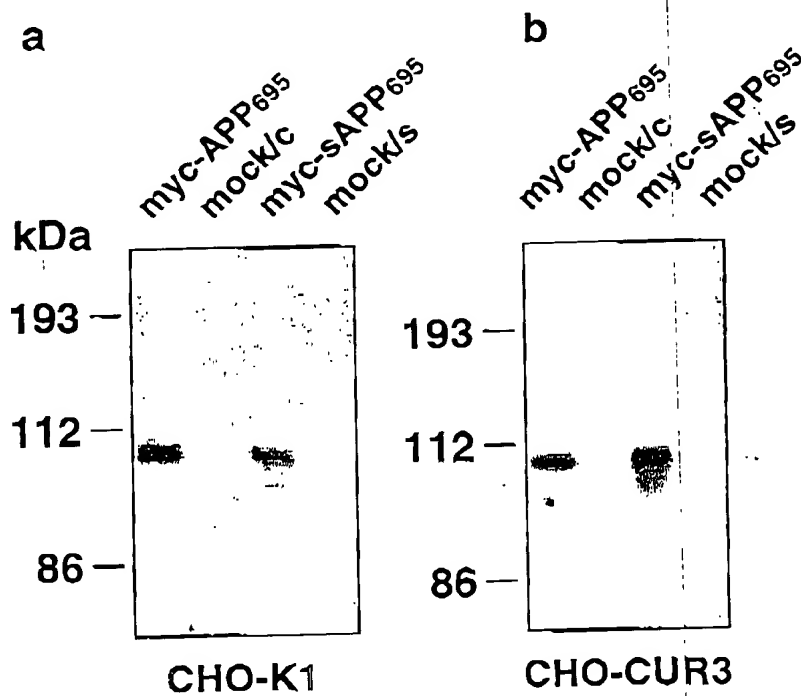 a
myc-APP695
mock/c
myc-sAPP695
mock/s
kDa
193
112
86
CHO-K1
b
myc-APP695
mock/c
myc-sAPP695
mock/s
193
112
86
CHO-CUR3